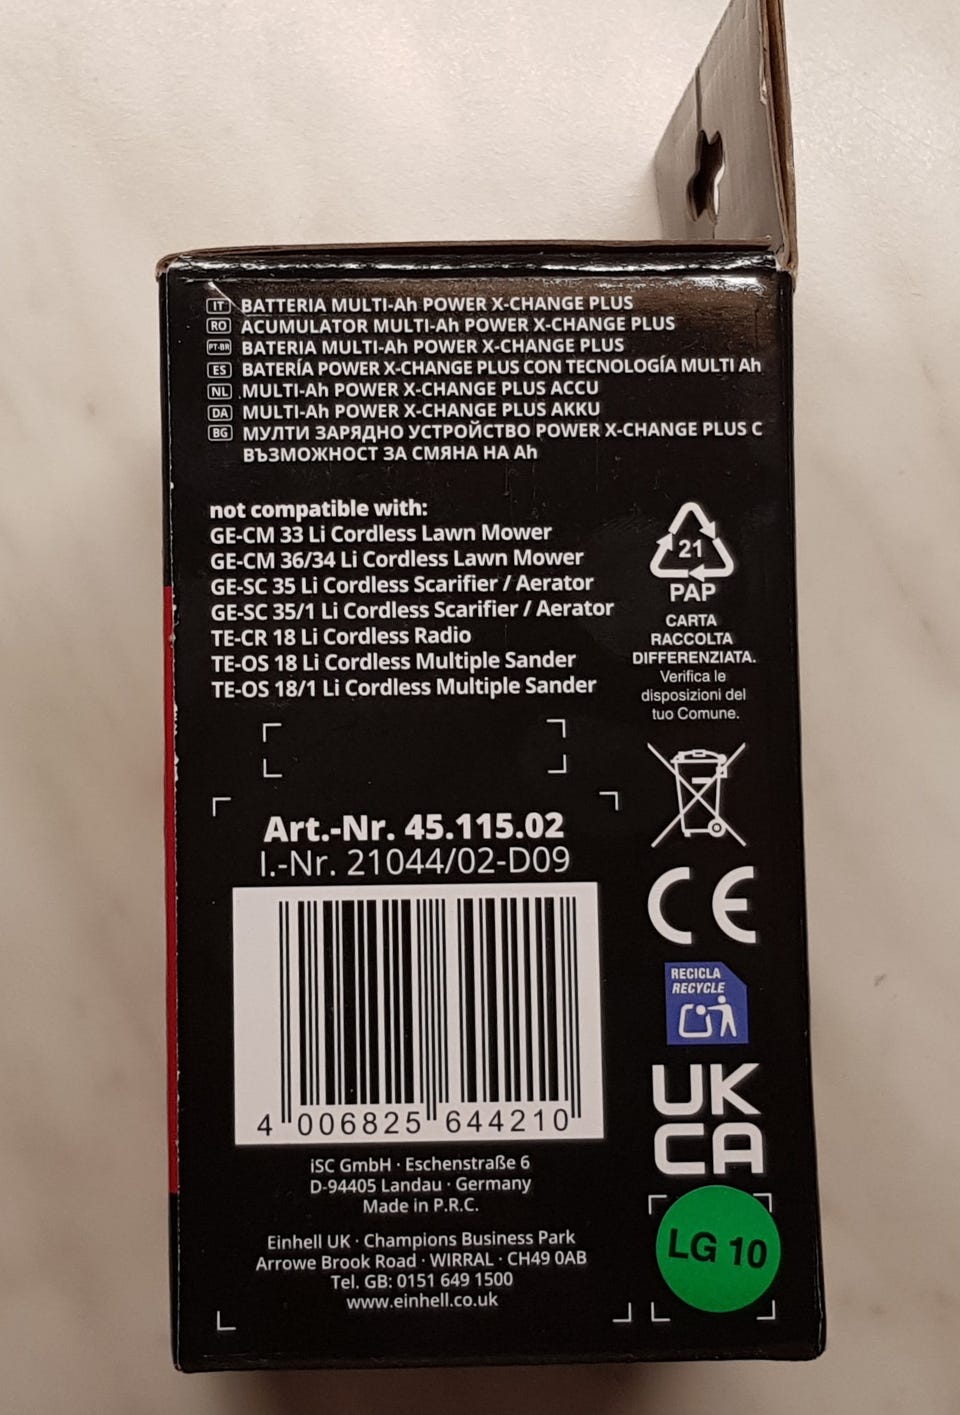 IT BATTERIA MULTI-Ah POWER X-CHANGE PLUS
RO ACUMULATOR MULTI-Ah POWER X-CHANGE PLUS
PT-BR BATERIA MULTI-Ah POWER X-CHANGE PLUS
ES BATERÍA POWER X-CHANGE PLUS CON TECNOLOGÍA MULTI Ah
NL MULTI-Ah POWER X-CHANGE PLUS ACCU
DA MULTI-Ah POWER X-CHANGE PLUS AKKU
BG МУЛТИ ЗАРЯДНО УСТРОЙСТВО POWER X-CHANGE PLUS С
ВЪЗМОЖНОСТ ЗА СМЯНА НА Ah
not compatible with:
GE-CM 33 Li Cordless Lawn Mower
GE-CM 36/34 Li Cordless Lawn Mower
GE-SC 35 Li Cordless Scarifier / Aerator
GE-SC 35/1 Li Cordless Scarifier / Aerator
TE-CR 18 Li Cordless Radio
TE-OS 18 Li Cordless Multiple Sander
TE-OS 18/1 Li Cordless Multiple Sander
21
PAP
CARTA
RACCOLTA
DIFFERENZIATA.
Verifica le
disposizioni del
tuo Comune.
Art.-Nr. 45.115.02
I.-Nr. 21044/02-D09
4 006825 644210
CE
RECICLA
RECYCLE
UK
CA
iSC GmbH · Eschenstraße 6
D-94405 Landau · Germany
Made in P.R.C.
Einhell UK · Champions Business Park
Arrowe Brook Road · WIRRAL · CH49 0AB
Tel. GB: 0151 649 1500
www.einhell.co.uk
LG 10